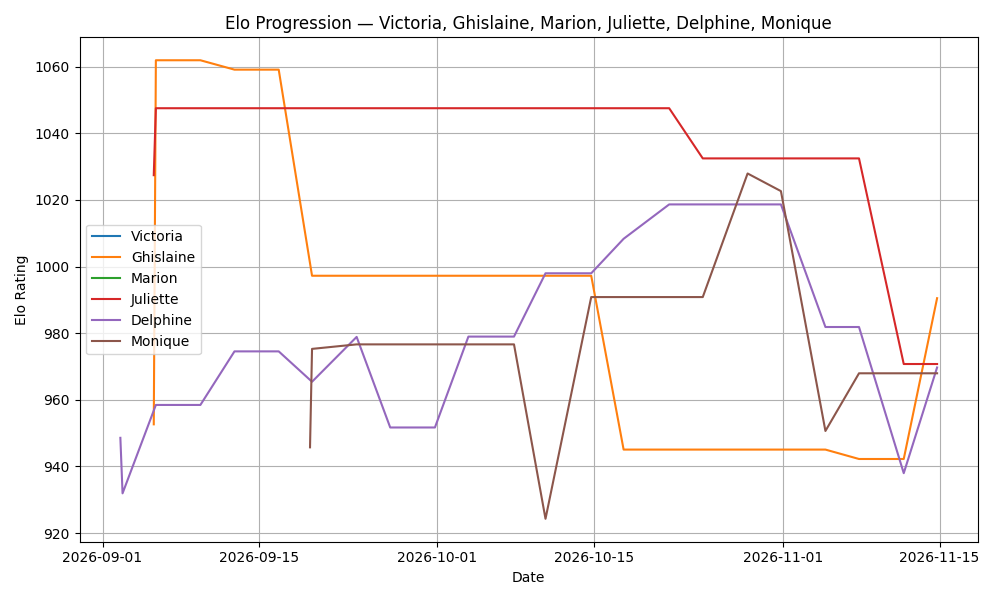 Elo Progression — Victoria, Ghislaine, Marion, Juliette, Delphine, Monique
Elo Rating
1060
1040
1020
1000
980
960
940
920
Victoria
Ghislaine
Marion
Juliette
Delphine
Monique
2026-09-01
2026-09-15
2026-10-01
2026-10-15
2026-11-01
2026-11-15
Date